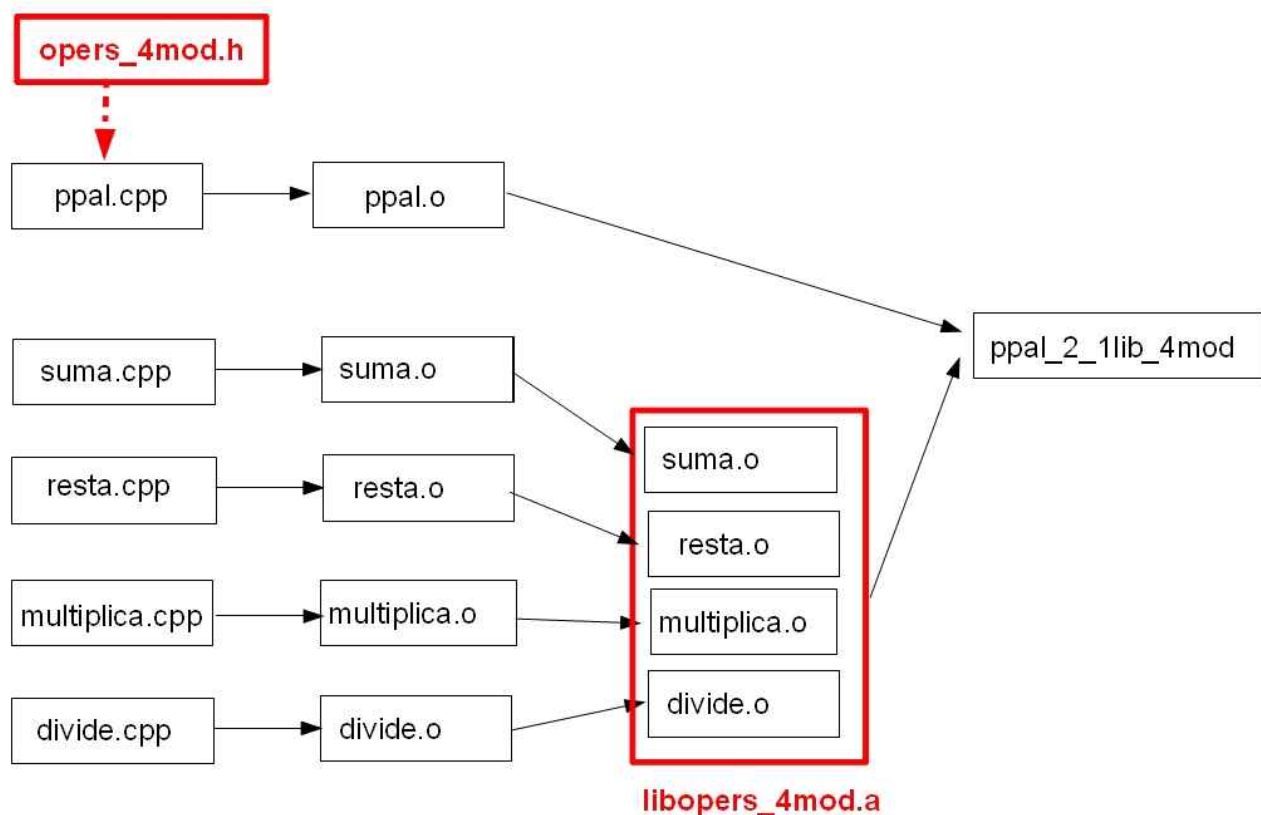 opers_4mod.h
ppal.cpp
ppal.o
ppal_2_1lib_4mod
suma.cpp
suma.o
suma.o
resta.cpp
resta.o
resta.o
multiplica.cpp
multiplica.o
multiplica.o
divide.cpp
divide.o
divide.o
libopers_4mod.a